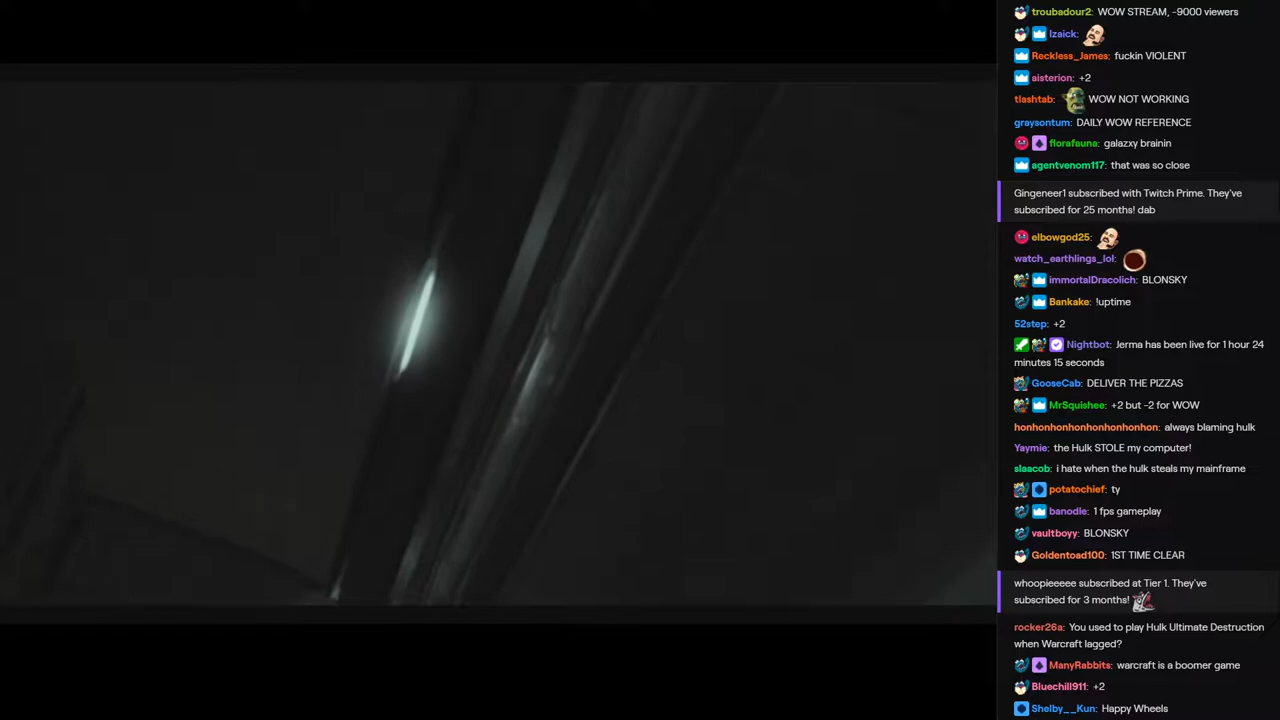 troubadour2: WOW STREAM, -9000 viewers
Izaick:
Reckless_James: fuckin VIOLENT
aisterion: +2
tlashtab: WOW NOT WORKING
graysontum: DAILY WOW REFERENCE
florafauna: galazxy brainin
agentvenom117: that was so close
Gingeneer1 subscribed with Twitch Prime. They've
subscribed for 25 months! dab
elbowgod25:
watch_earthlings_lol:
immortalDracolich: BLONSKY
Bankake: !uptime
52step: +2
Nightbot: Jerma has been live for 1 hour 24
minutes 15 seconds
GooseCab: DELIVER THE PIZZAS
MrSquishee: +2 but -2 for WOW
honhonhonhonhonhonhonhon: always blaming hulk
Yaymie: the Hulk STOLE my computer!
slaacob: i hate when the hulk steals my mainframe
potatochief: ty
banodle: 1 fps gameplay
vaultboyy: BLONSKY
Goldentoad100: 1ST TIME CLEAR
whoopieeeee subscribed at Tier 1. They've
subscribed for 3 months!
rocker26a: You used to play Hulk Ultimate Destruction
when Warcraft lagged?
ManyRabbits: warcraft is a boomer game
Bluechill911: +2
Shelby__Kun: Happy Wheels